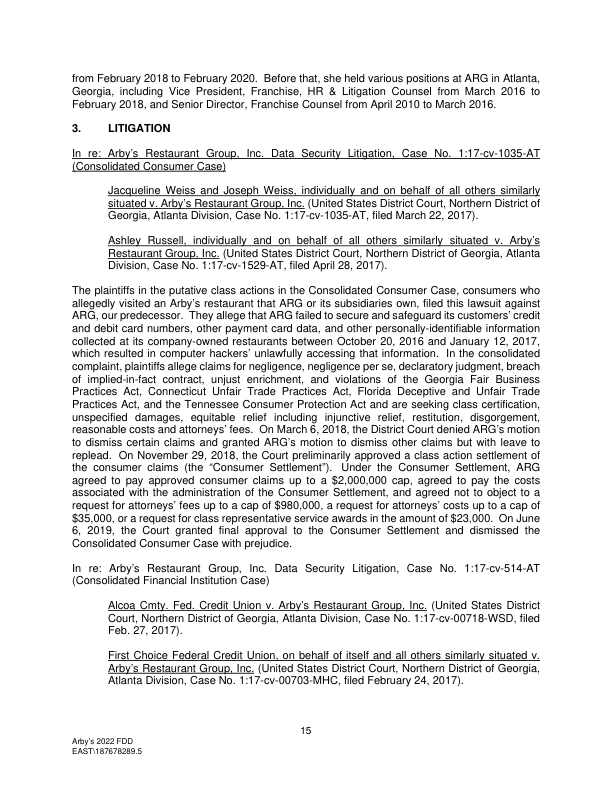 from February 2018 to February 2020.  Before that, she held various positions at ARG in Atlanta,
Georgia, including Vice President, Franchise, HR & Litigation Counsel from March 2016 to
February 2018, and Senior Director, Franchise Counsel from April 2010 to March 2016.
3. LITIGATION
In re: Arby's Restaurant Group, Inc. Data Security Litigation, Case No. 1:17-cv-1035-AT
(Consolidated Consumer Case)
Jacqueline Weiss and Joseph Weiss, individually and on behalf of all others similarly
situated v. Arby's Restaurant Group, Inc. (United States District Court, Northern District of
Georgia, Atlanta Division, Case No. 1:17-cv-1035-AT, filed March 22, 2017).
Ashley Russell, individually and on behalf of all others similarly situated v. Arby's
Restaurant Group, Inc. (United States District Court, Northern District of Georgia, Atlanta
Division, Case No. 1:17-cv-1529-AT, filed April 28, 2017).
The plaintiffs in the putative class actions in the Consolidated Consumer Case, consumers who
allegedly visited an Arby's restaurant that ARG or its subsidiaries own, filed this lawsuit against
ARG, our predecessor.  They allege that ARG failed to secure and safeguard its customers' credit
and debit card numbers, other payment card data, and other personally-identifiable information
collected at its company-owned restaurants between October 20, 2016 and January 12, 2017,
which resulted in computer hackers' unlawfully accessing that information.  In the consolidated
complaint, plaintiffs allege claims for negligence, negligence per se, declaratory judgment, breach
of implied-in-fact contract, unjust enrichment, and violations of the Georgia Fair Business
Practices Act, Connecticut Unfair Trade Practices Act, Florida Deceptive and Unfair Trade
Practices Act, and the Tennessee Consumer Protection Act and are seeking class certification,
unspecified damages, equitable relief including injunctive relief, restitution, disgorgement,
reasonable costs and attorneys' fees.  On March 6, 2018, the District Court denied ARG's motion
to dismiss certain claims and granted ARG's motion to dismiss other claims but with leave to
replead.  On November 29, 2018, the Court preliminarily approved a class action settlement of
the consumer claims (the "Consumer Settlement").  Under the Consumer Settlement, ARG
agreed to pay approved consumer claims up to a $2,000,000 cap, agreed to pay the costs
associated with the administration of the Consumer Settlement, and agreed not to object to a
request for attorneys' fees up to a cap of $980,000, a request for attorneys' costs up to a cap of
$35,000, or a request for class representative service awards in the amount of $23,000.  On June
6, 2019, the Court granted final approval to the Consumer Settlement and dismissed the
Consolidated Consumer Case with prejudice.
In re: Arby's Restaurant Group, Inc. Data Security Litigation, Case No. 1:17-cv-514-AT
(Consolidated Financial Institution Case)
Alcoa Cmty. Fed. Credit Union v. Arby's Restaurant Group, Inc. (United States District
Court, Northern District of Georgia, Atlanta Division, Case No. 1:17-cv-00718-WSD, filed
Feb. 27, 2017).
First Choice Federal Credit Union, on behalf of itself and all others similarly situated v.
Arby's Restaurant Group, Inc. (United States District Court, Northern District of Georgia,
Atlanta Division, Case No. 1:17-cv-00703-MHC, filed February 24, 2017).
15
Arby's 2022 FDD
EAST\187678289.5